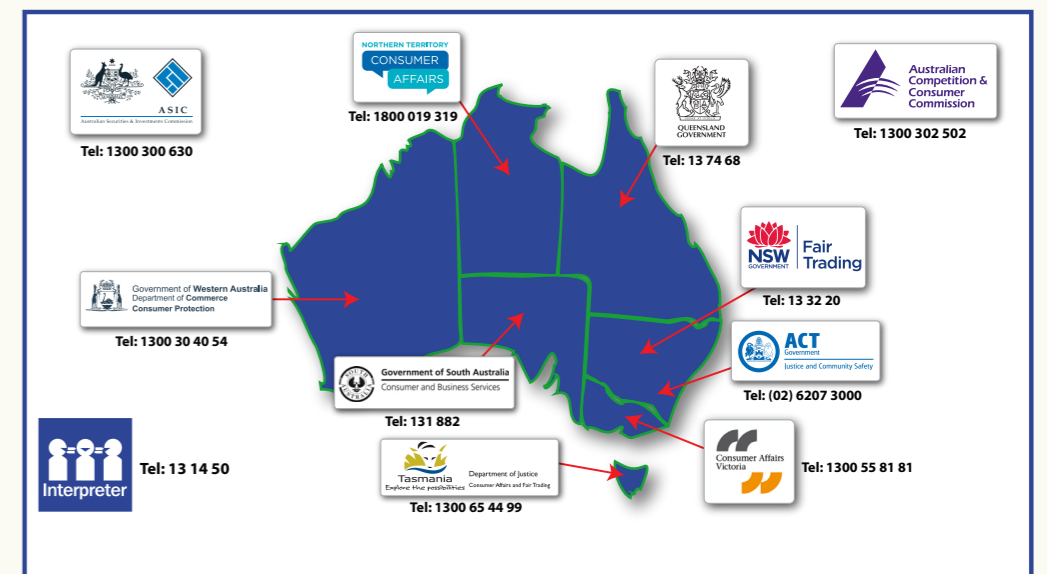 ASIC
Australian Securities & Investments Commission
Tel: 1300 300 630
NORTHERN TERRITORY
CONSUMER
AFFAIRS
Tel: 1800 019 319
QUEENSLAND
GOVERNMENT
Tel: 13 74 68
Australian
Competition &
Consumer
Commission
Tel: 1300 302 502
NSW
GOVERNMENT
Fair
Trading
Tel: 13 32 20
Government of Western Australia
Department of Commerce
Consumer Protection
Tel: 1300 30 40 54
ACT
Government
Justice and Community Safety
Tel: (02) 6207 3000
SOUTH
AUSTRALIA
Government of South Australia
Consumer and Business Services
Tel: 131 882
Interpreter
Tel: 13 14 50
Tasmania
Explore the possibilities
Department of Justice
Consumer Affairs and Fair Trading
Tel: 1300 65 44 99
Consumer Affairs
Victoria
Tel: 1300 55 81 81